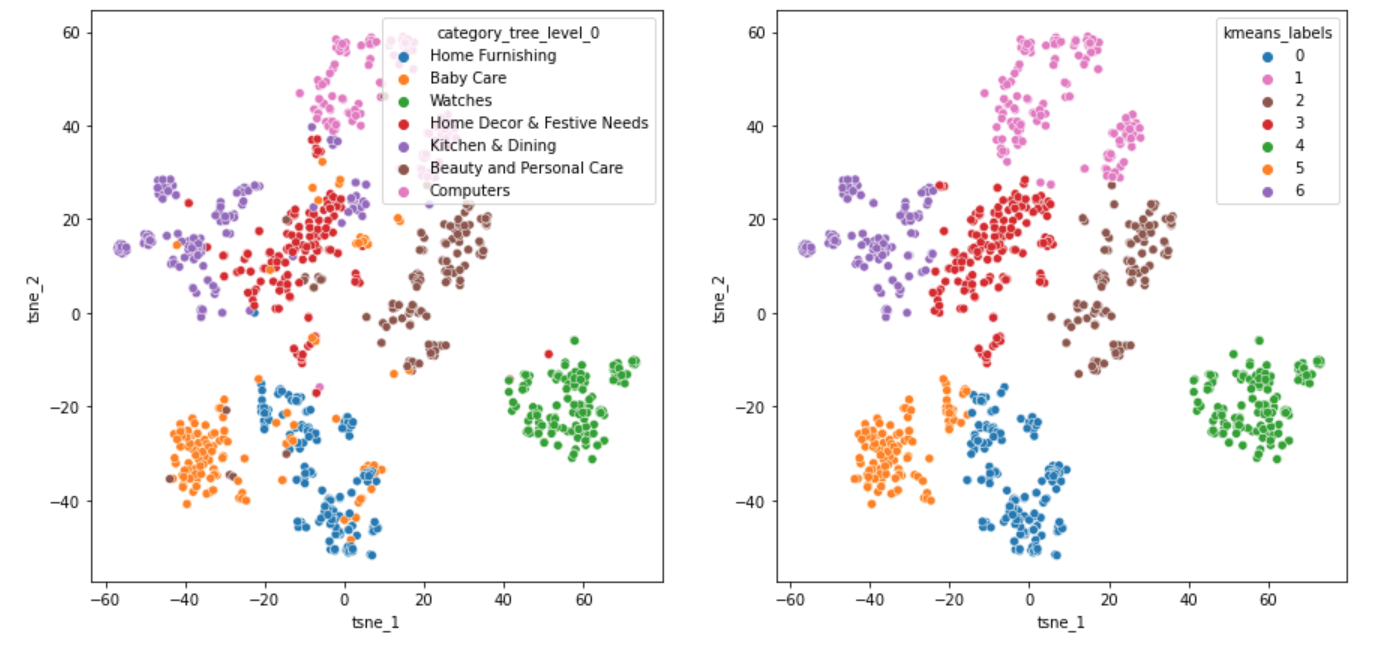 category_tree_level_0
Home Furnishing
Baby Care
Watches
Home Decor & Festive Needs
Kitchen & Dining
Beauty and Personal Care
Computers
60
40
20
0
−20
−40
tsne_2
−60
−40
−20
0
20
40
60
tsne_1
kmeans_labels
0
1
2
3
4
5
6
60
40
20
0
−20
−40
tsne_2
−60
−40
−20
0
20
40
60
tsne_1